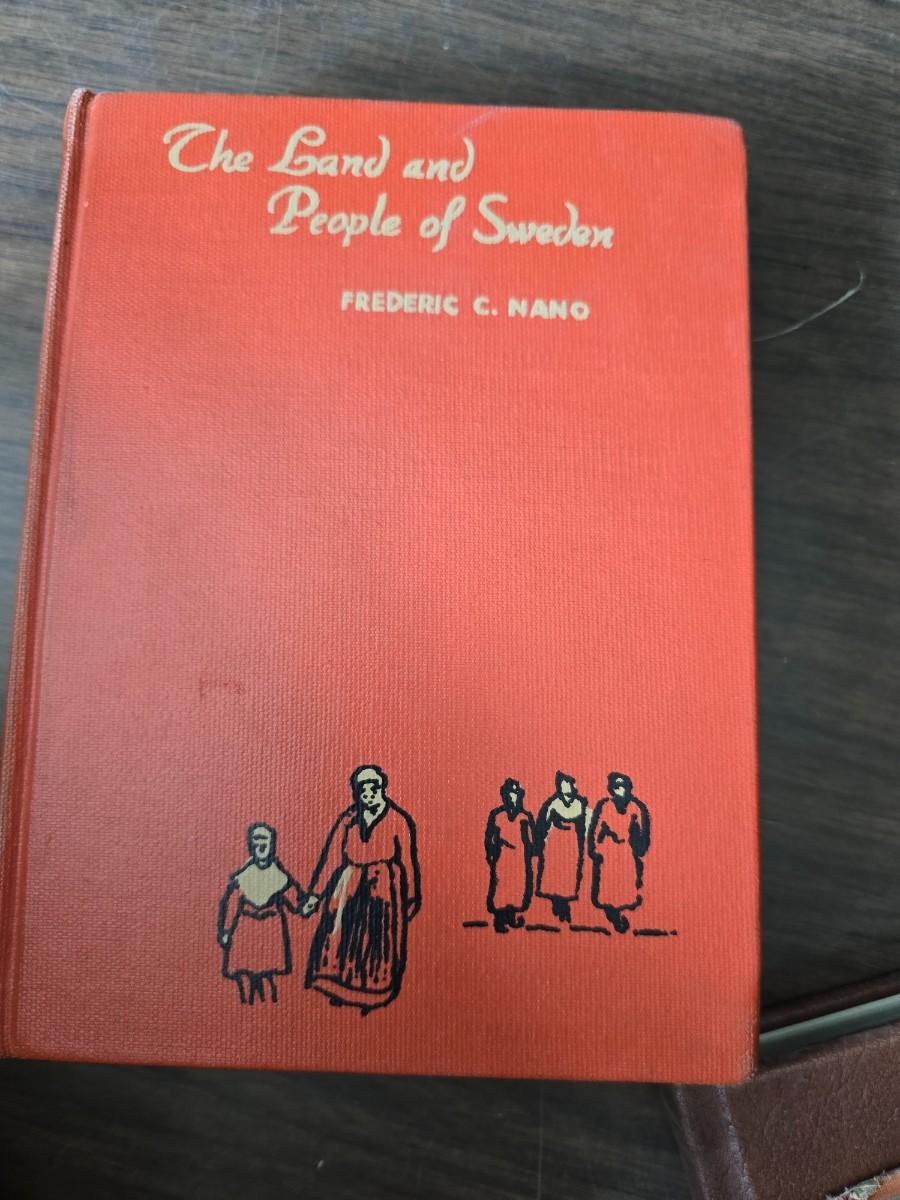 The Land and
People of Sweden
FREDERIC C. NANO